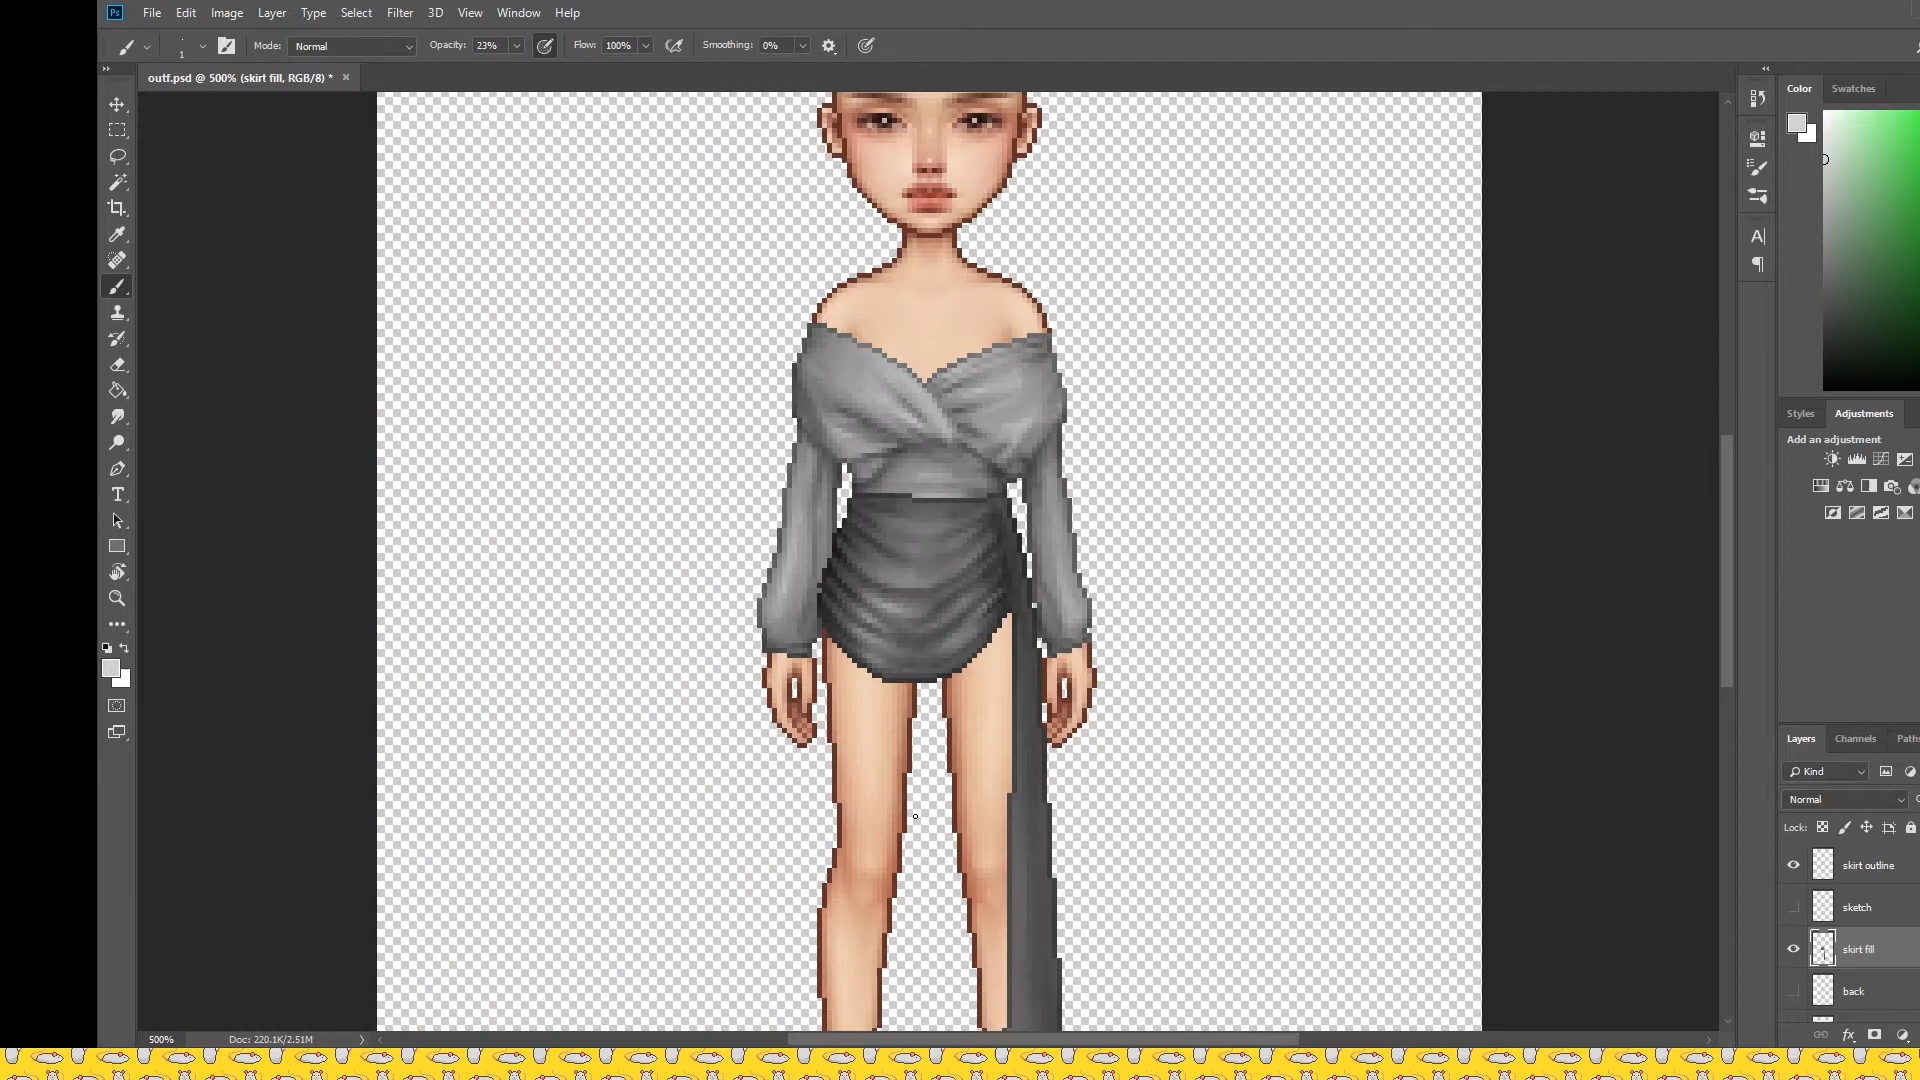 Ps File Edit Image Layer Type Select Filter 3D View Window Help
1 Mode: Normal Opacity: 23% Flow: 100% Smoothing: 0%
outf.psd @ 500% (skirt fill, RGB/8) *
Color Swatches
Styles Adjustments
Add an adjustment
Layers Channels Paths
Kind
Normal
Lock:
skirt outline
sketch
skirt fill
back
500% Doc: 220.1K/2.51M